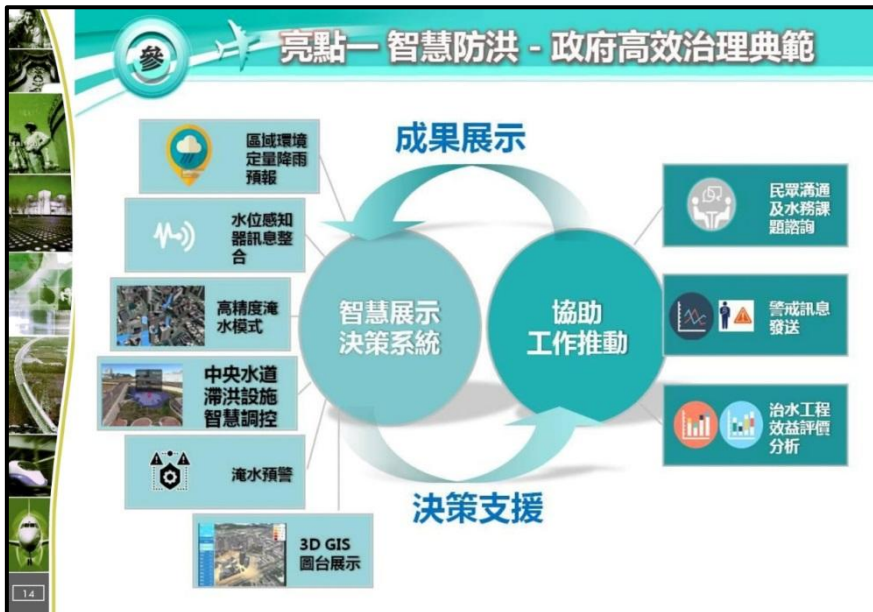 參
亮點一 智慧防洪 - 政府高效治理典範
成果展示
區域環境
定量降雨
預報
水位感知
器訊息整
合
高精度淹
水模式
中央水道
滯洪設施
智慧調控
淹水預警
3D GIS
圖台展示
智慧展示
決策系統
協助
工作推動
民眾溝通
及水務課
題諮詢
警戒訊息
發送
治水工程
效益評價
分析
決策支援
14